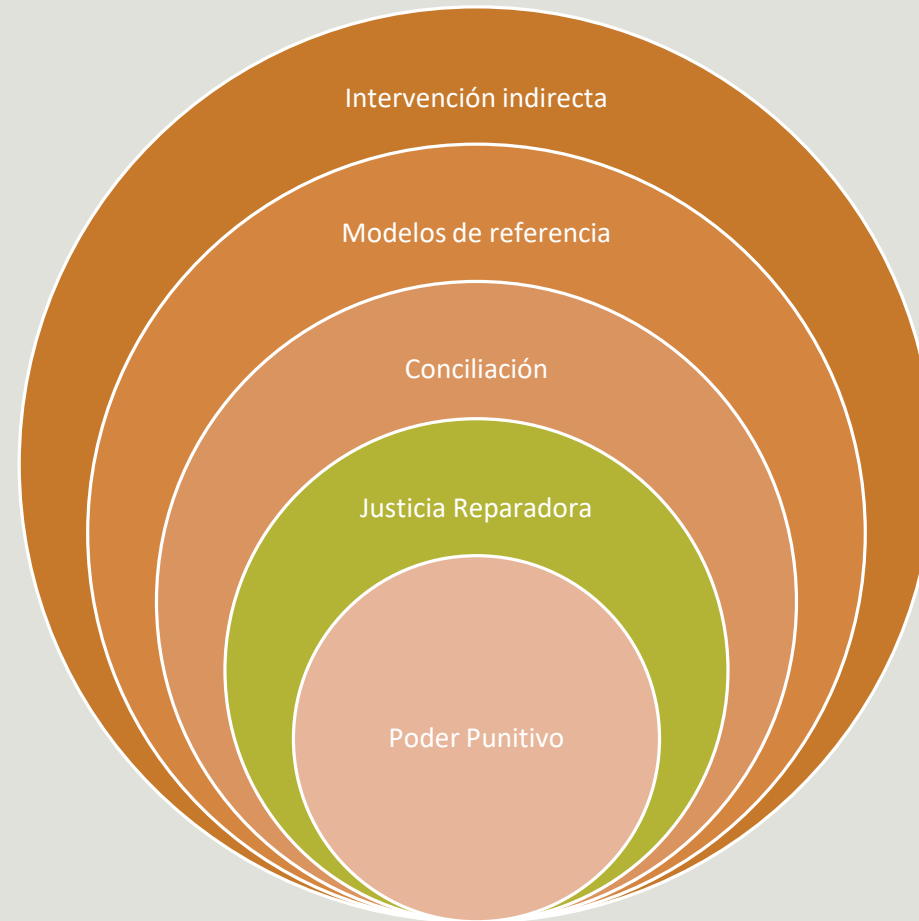 Intervención indirecta
Modelos de referencia
Conciliación
Justicia Reparadora
Poder Punitivo